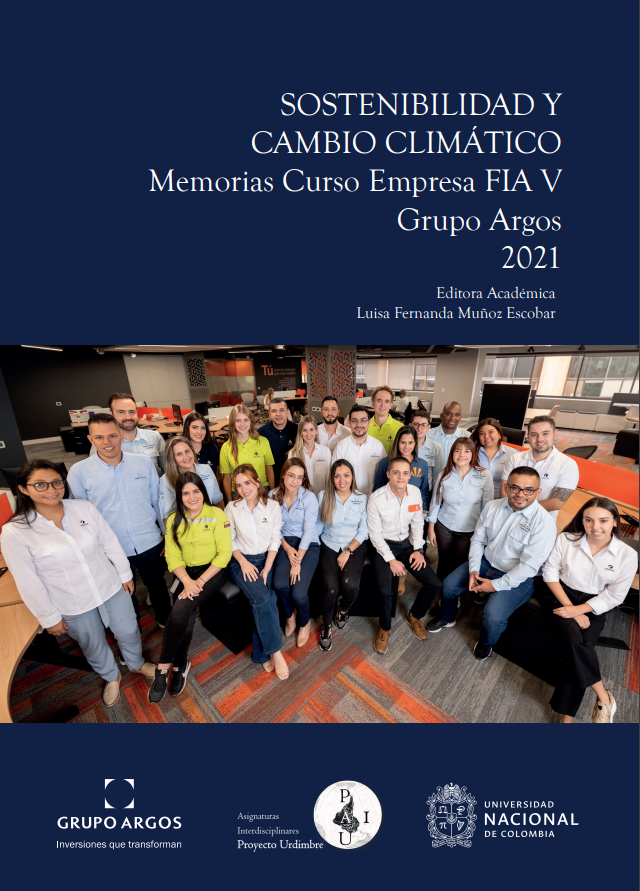 SOSTENIBILIDAD Y
CAMBIO CLIMÁTICO
Memorias Curso Empresa FIA V
Grupo Argos
2021
Editora Académica
Luisa Fernanda Muñoz Escobar
Tú
GRUPO ARGOS
Inversiones que transforman
Asignaturas
Interdisciplinares
Proyecto Urdimbre
P
A I
U
UNIVERSIDAD
NACIONAL
DE COLOMBIA